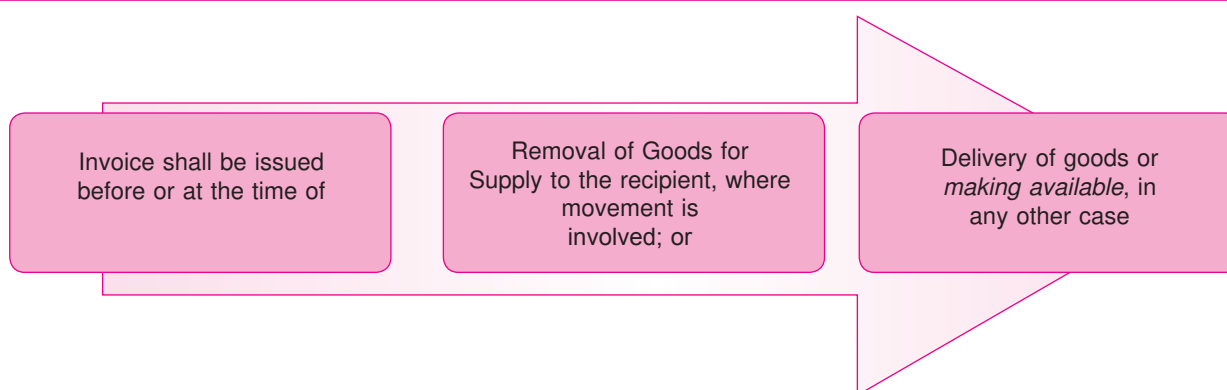 Invoice shall be issued
before or at the time of
Removal of Goods for
Supply to the recipient, where
movement is
involved; or
Delivery of goods or
making available, in
any other case